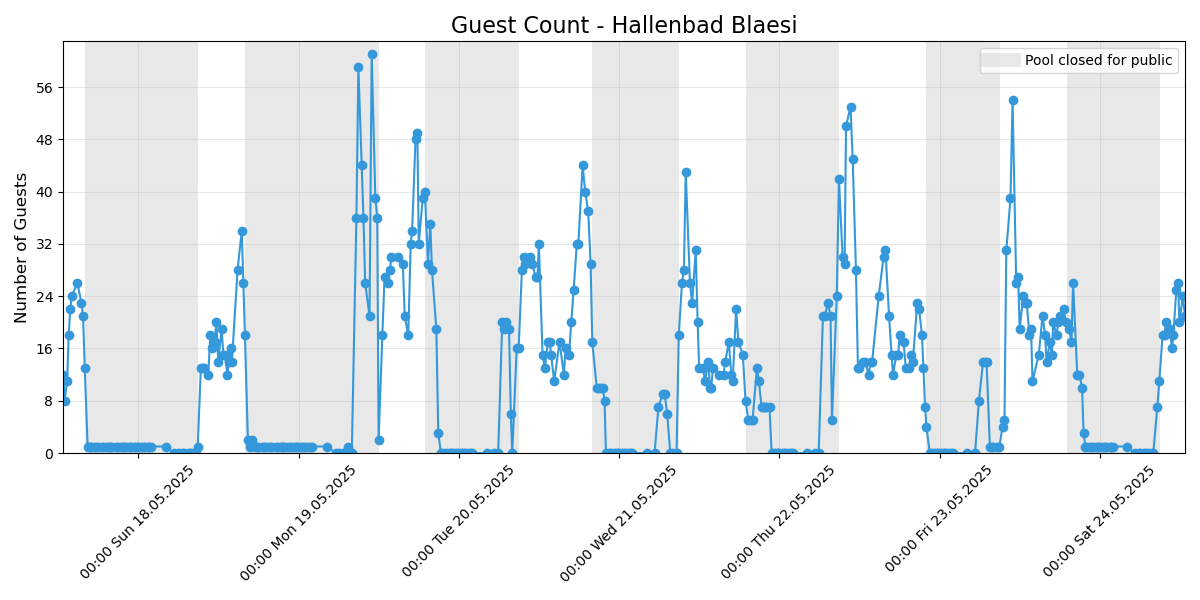 Guest Count - Hallenbad Blaesi
Pool closed for public
Number of Guests
56
48
40
32
24
16
8
0
00:00 Sun 18.05.2025
00:00 Mon 19.05.2025
00:00 Tue 20.05.2025
00:00 Wed 21.05.2025
00:00 Thu 22.05.2025
00:00 Fri 23.05.2025
00:00 Sat 24.05.2025